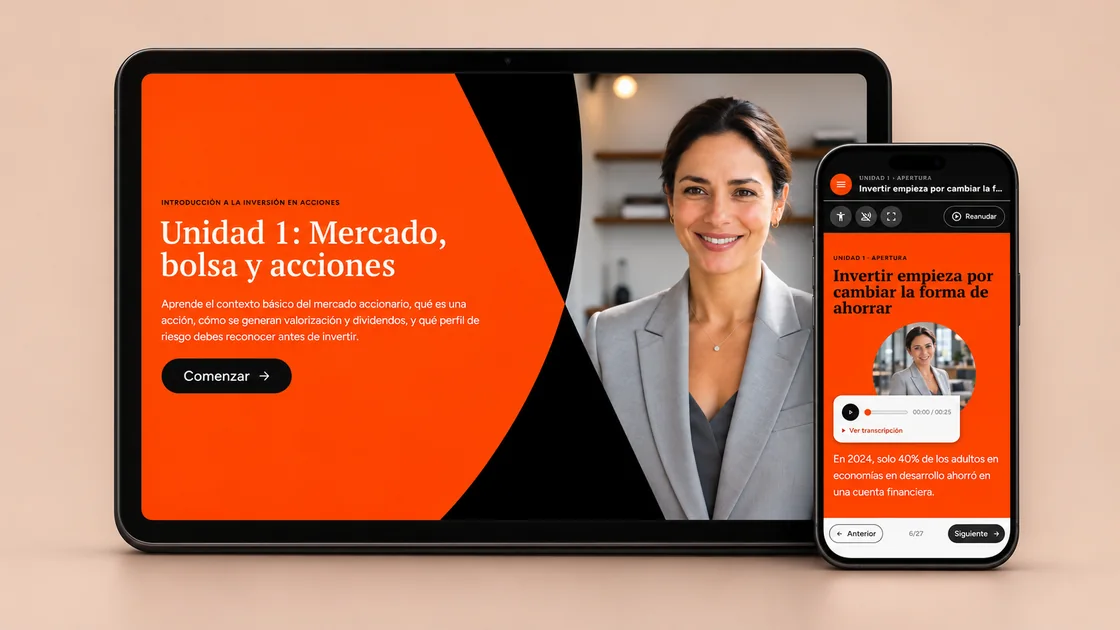 INTRODUCCIÓN A LA INVERSIÓN EN ACCIONES
Unidad 1: Mercado,
bolsa y acciones
Aprende el contexto básico del mercado accionario, qué es una
acción, cómo se generan valorización y dividendos, y qué perfil de
riesgo debes reconocer antes de invertir.
Comenzar →
UNIDAD 1 · APERTURA
Invertir empieza por cambiar la f...
Reanudar
UNIDAD 1 · APERTURA
Invertir empieza por
cambiar la forma de
ahorrar
00:00 / 00:25
Ver transcripción
En 2024, solo 40% de los adultos en
economías en desarrollo ahorró en
una cuenta financiera.
← Anterior
6/27
Siguiente →